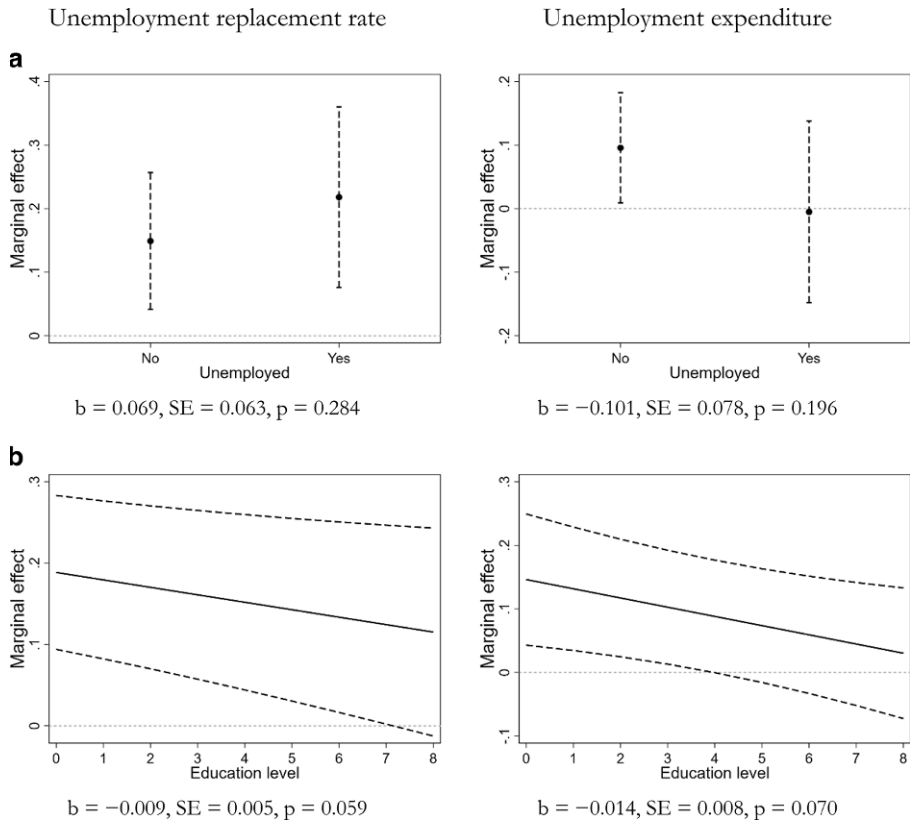 Unemployment replacement rate
Unemployment expenditure
a
Marginal effect
.4
.3
.2
.1
0
No
Yes
Unemployed
b = 0.069, SE = 0.063, p = 0.284
Marginal effect
.2
.1
0
-.1
-.2
No
Yes
Unemployed
b = −0.101, SE = 0.078, p = 0.196
b
Marginal effect
.3
.2
.1
0
0 1 2 3 4 5 6 7 8
Education level
b = −0.009, SE = 0.005, p = 0.059
Marginal effect
.3
.2
.1
0
-.1
0 1 2 3 4 5 6 7 8
Education level
b = −0.014, SE = 0.008, p = 0.070